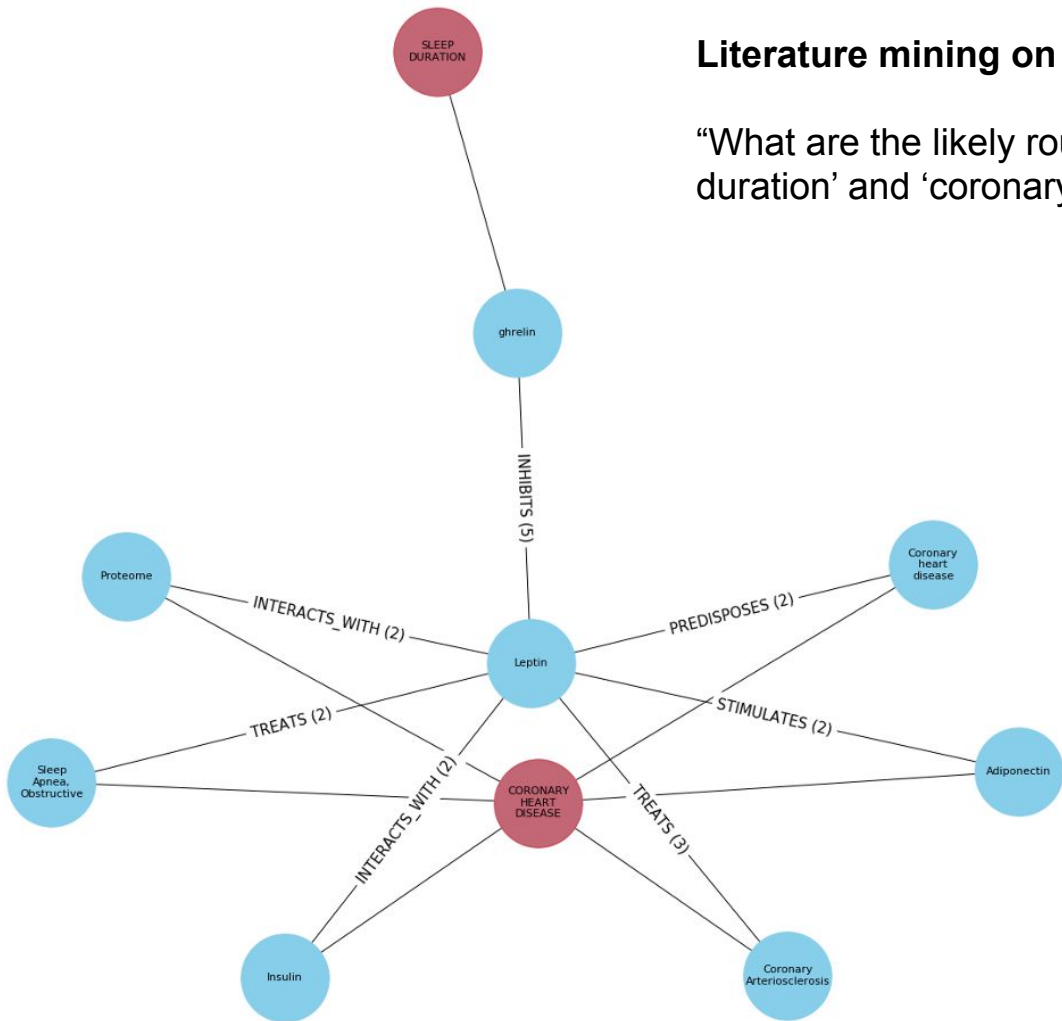 SLEEP
DURATION
Literature mining on
“What are the likely
duration’ and
ghrelin
INHIBITS (5)
Proteome
INTERACTS_WITH (2)
Coronary
heart
disease
PREDISPOSES (2)
Leptin
TREATS (2)
STIMULATES (2)
Sleep
Apnea,
Obstructive
INTERACTS_WITH (2)
CORONARY
HEART
DISEASE
TREATS (3)
Adiponectin
Insulin
Coronary
Arteriosclerosis